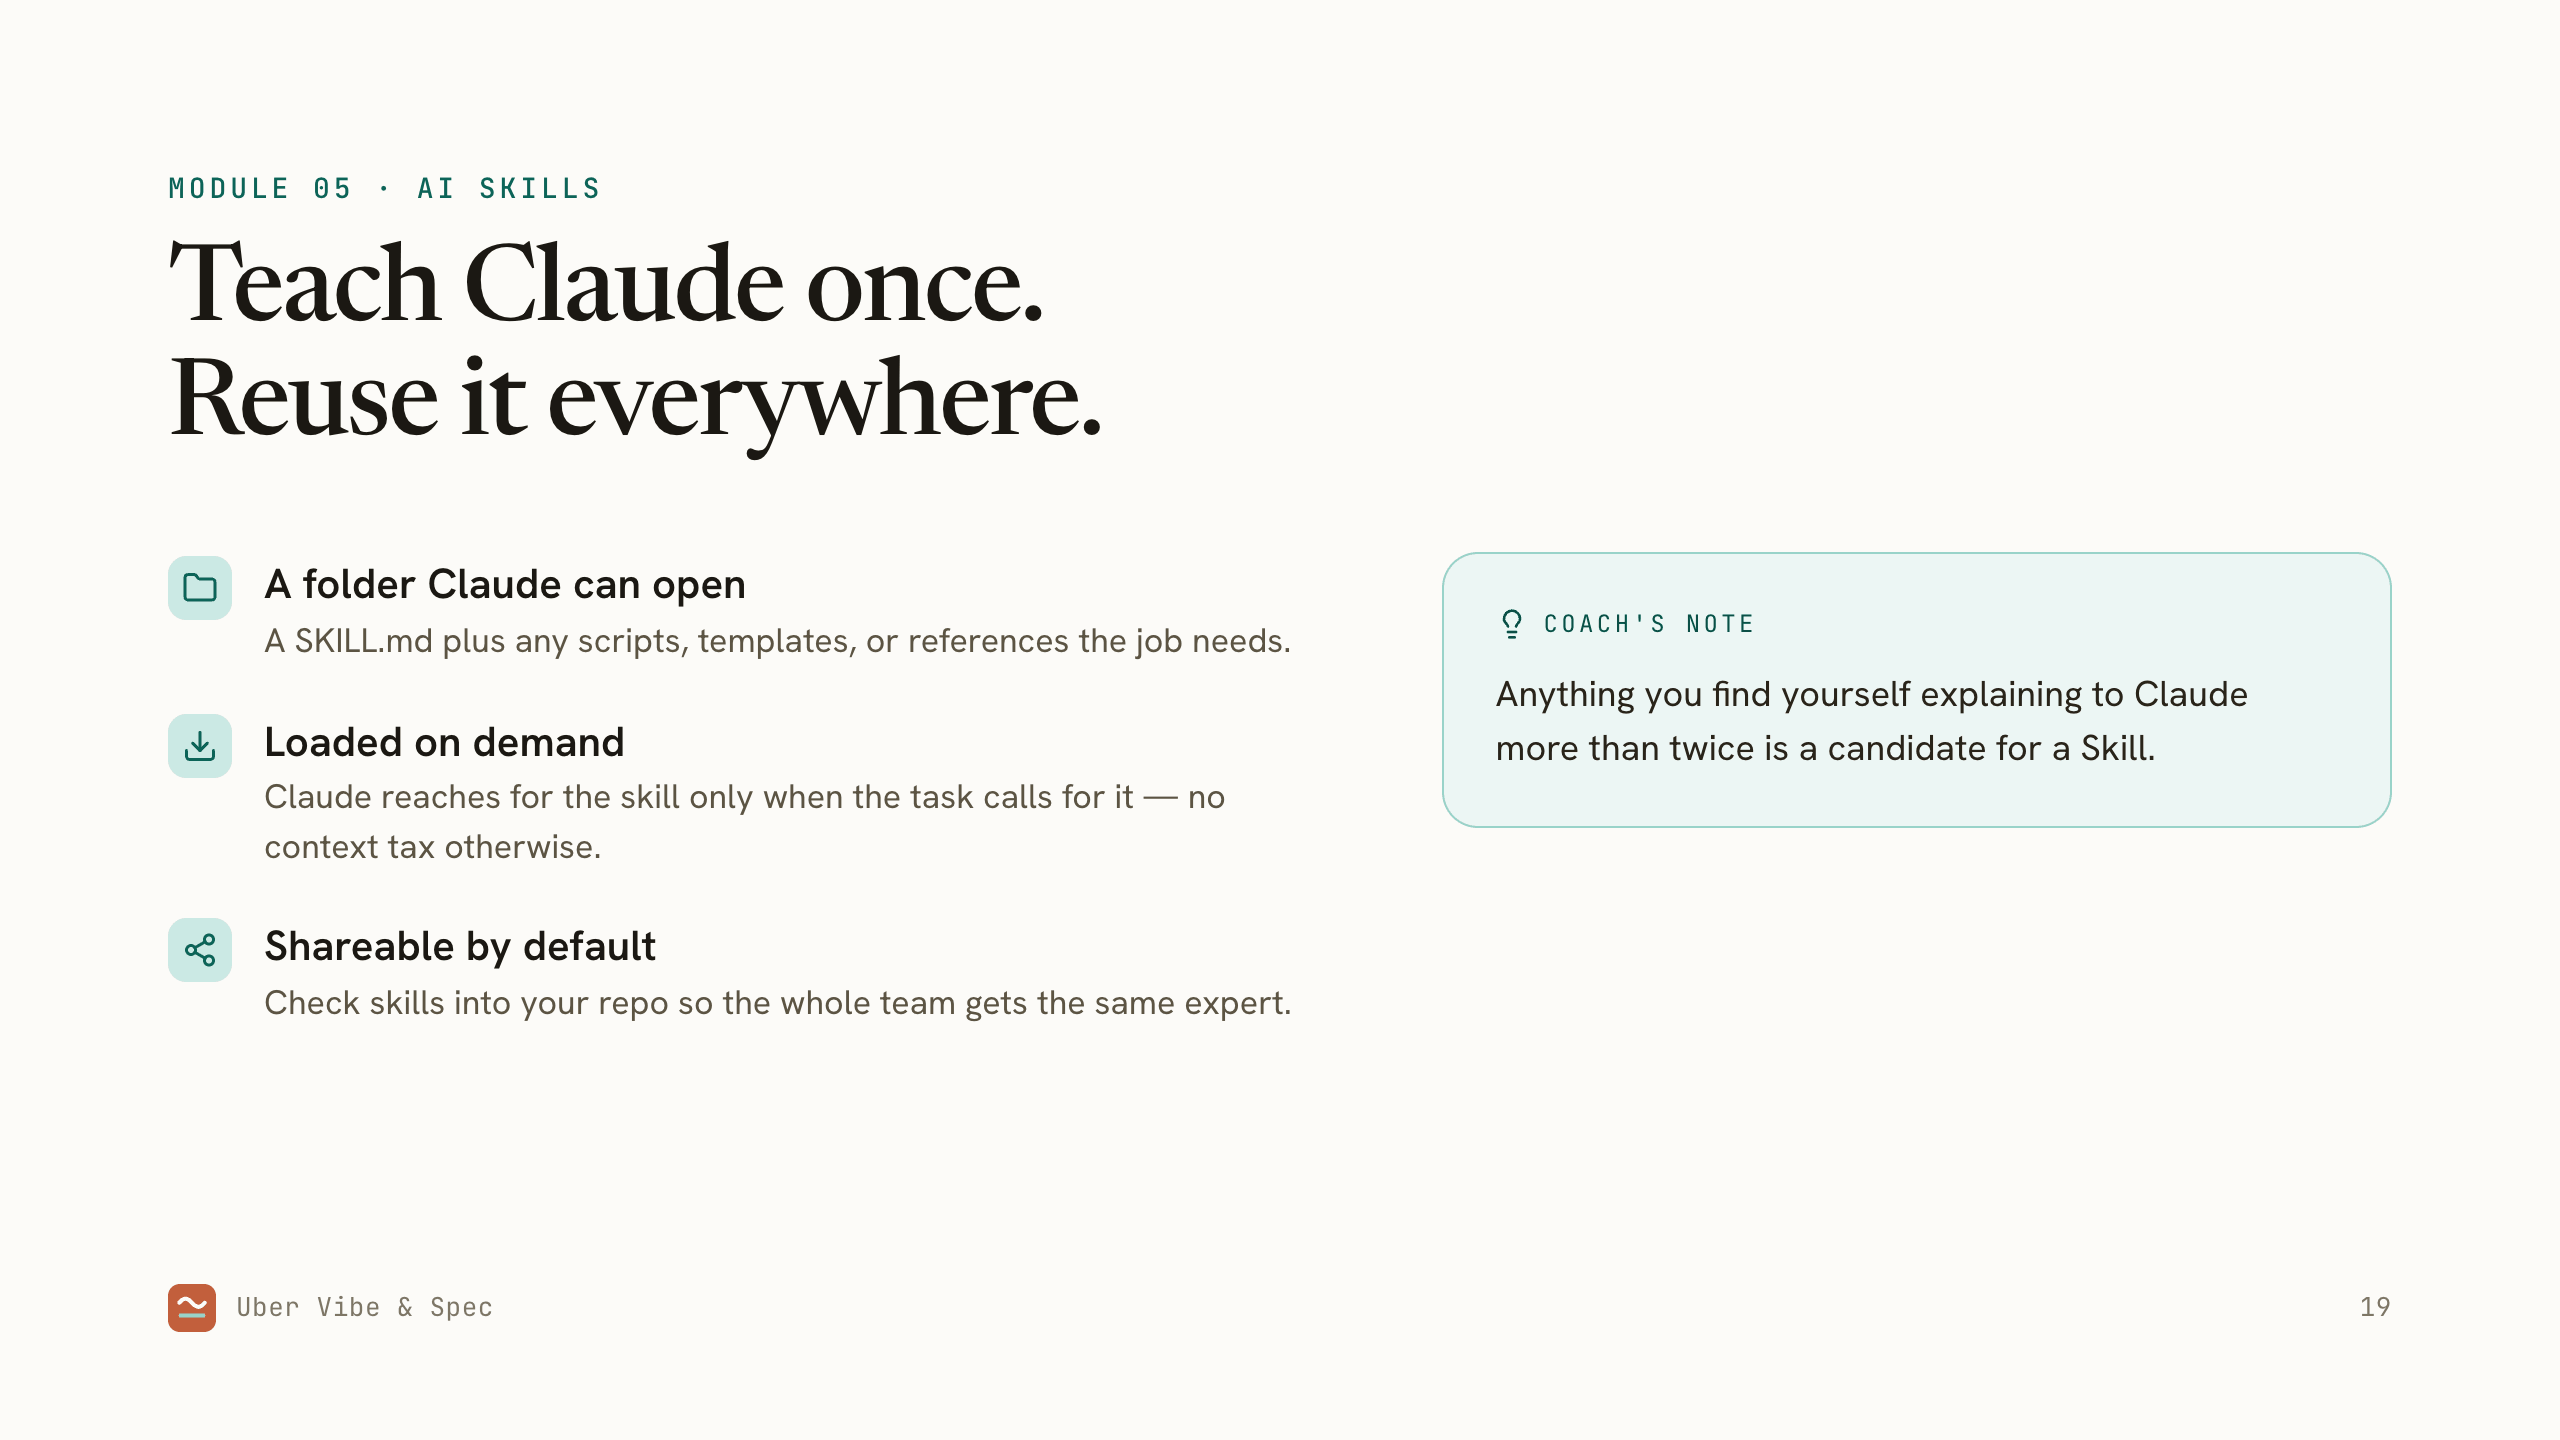 MODULE 05 · AI SKILLS
Teach Claude once.
Reuse it everywhere.
A folder Claude can open
A SKILL.md plus any scripts, templates, or references the job needs.
Loaded on demand
Claude reaches for the skill only when the task calls for it — no
context tax otherwise.
Shareable by default
Check skills into your repo so the whole team gets the same expert.
COACH'S NOTE
Anything you find yourself explaining to Claude
more than twice is a candidate for a Skill.
Uber Vibe & Spec
19